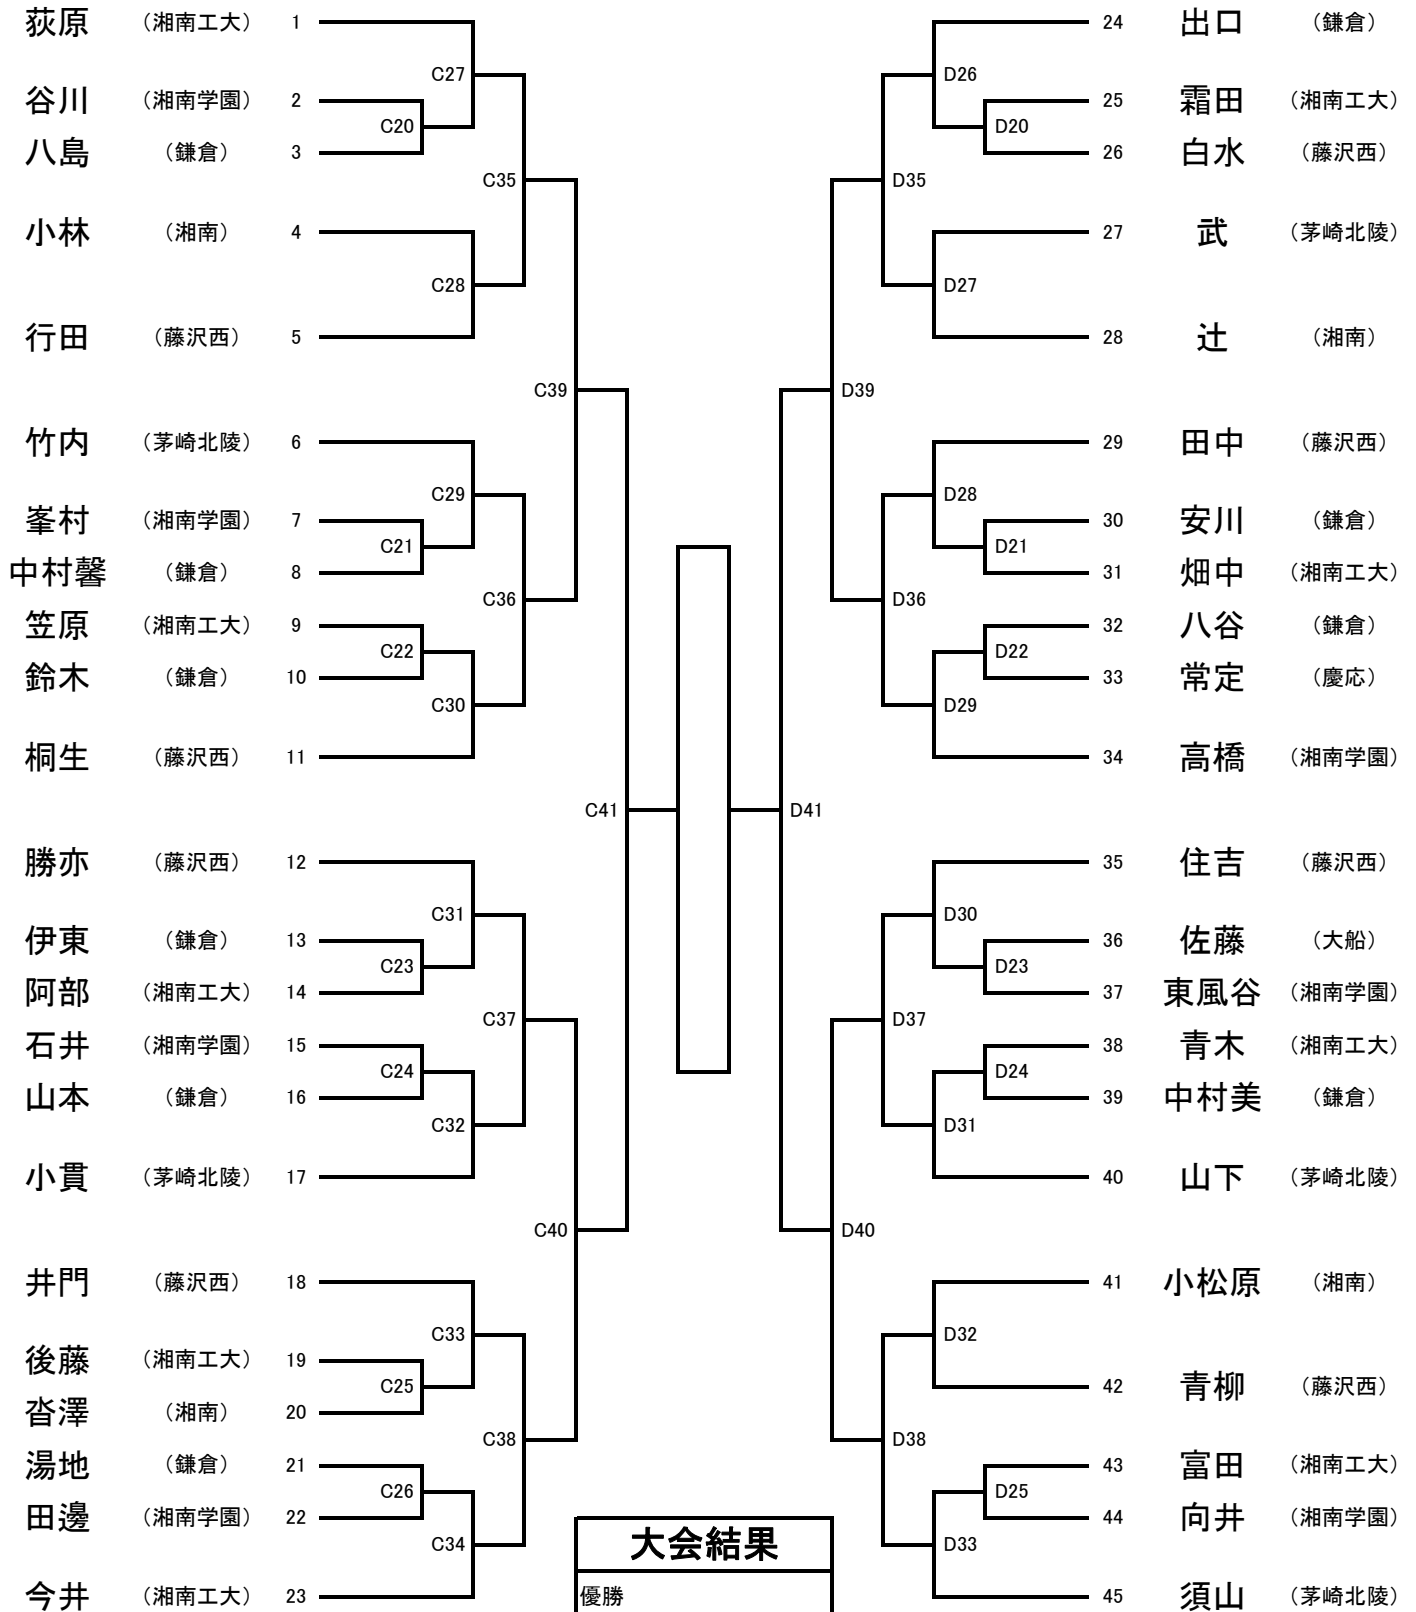 荻原 （湘南工大） 1
C27
谷川 （湘南学園） 2
C20
八島 （鎌倉） 3
C35
小林 （湘南） 4
C28
行田 （藤沢西） 5
C39
竹内 （茅崎北陵） 6
C29
峯村 （湘南学園） 7
C21
中村馨 （鎌倉） 8
C36
笠原 （湘南工大） 9
C22
鈴木 （鎌倉） 10
C30
桐生 （藤沢西） 11
C41
勝亦 （藤沢西） 12
C31
伊東 （鎌倉） 13
C23
阿部 （湘南工大） 14
C37
石井 （湘南学園） 15
C24
山本 （鎌倉） 16
C32
小貫 （茅崎北陵） 17
C40
井門 （藤沢西） 18
C33
後藤 （湘南工大） 19
C25
沓澤 （湘南） 20
C38
湯地 （鎌倉） 21
C26
田邊 （湘南学園） 22
C34
今井 （湘南工大） 23
24 出口 （鎌倉）
D26
25 霜田 （湘南工大）
D20
26 白水 （藤沢西）
D35
27 武 （茅崎北陵）
D27
28 辻 （湘南）
D39
29 田中 （藤沢西）
D28
30 安川 （鎌倉）
D21
31 畑中 （湘南工大）
D36
32 八谷 （鎌倉）
D22
33 常定 （慶応）
D29
34 高橋 （湘南学園）
D41
35 住吉 （藤沢西）
D30
36 佐藤 （大船）
D23
37 東風谷 （湘南学園）
D37
38 青木 （湘南工大）
D24
39 中村美 （鎌倉）
D31
40 山下 （茅崎北陵）
D40
41 小松原 （湘南）
D32
42 青柳 （藤沢西）
D38
43 富田 （湘南工大）
D25
44 向井 （湘南学園）
D33
45 須山 （茅崎北陵）
大会結果
優勝